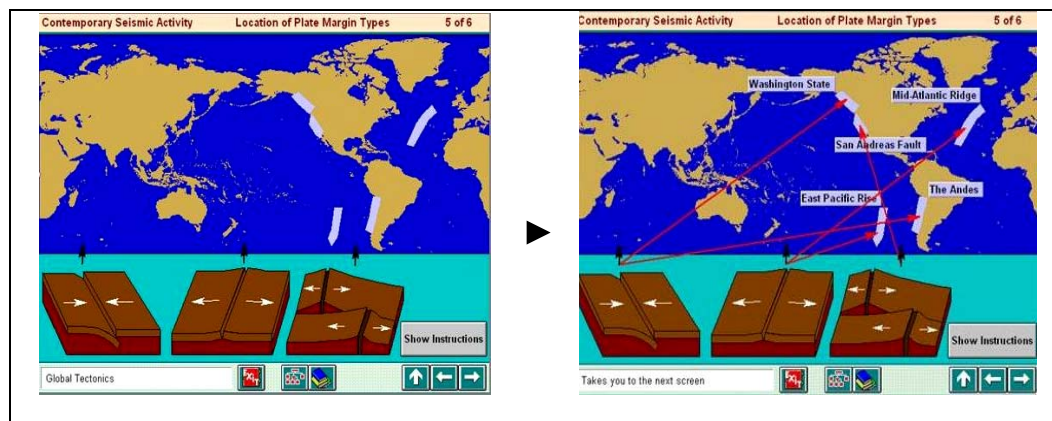 Contemporary Seismic Activity Location of Plate Margin Types 5 of 6
Show Instructions
Global Tectonics
EXIT
Contemporary Seismic Activity Location of Plate Margin Types 5 of 6
Washington State
Mid-Atlantic Ridge
San Andreas Fault
The Andes
East Pacific Rise
Show Instructions
Takes you to the next screen
EXIT